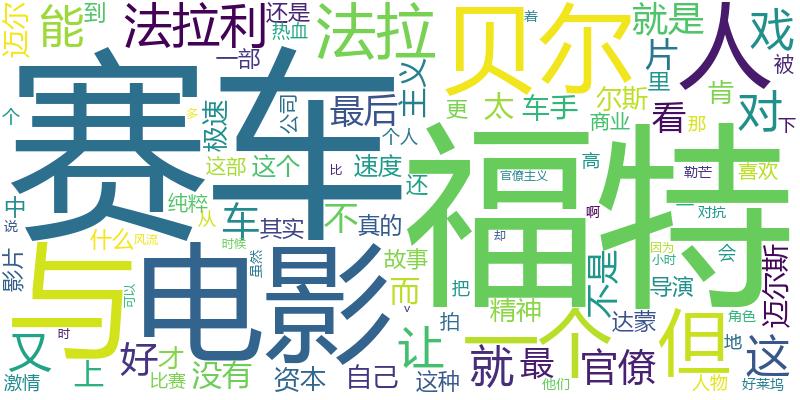 迈尔
能
到
法拉利
还是
热血
法拉
贝尔
就是
人
戏
着
一部
主义
片
里
被
个
赛车
极速
公司
最后
更
太
车手
尔斯
肯
看
对
下
多
个人
商业
那
福特
这部
这个
比
速度
还
官僚主义
高
勒芒
喜欢
中
说
纯粹
从
车
其实
不
真的
啊
一
对抗
与
电影
什么
风流
时候
虽然
故事
而
却
把
不是
因为
小时
会
迈尔斯
影片
可以
v
精神
导演
让
拍
一个
达蒙
但
地
角色
又
时
好
才
就
最
官僚
这
激情
上
比赛
没有
资本
自己
这种
他们
人物
好莱坞